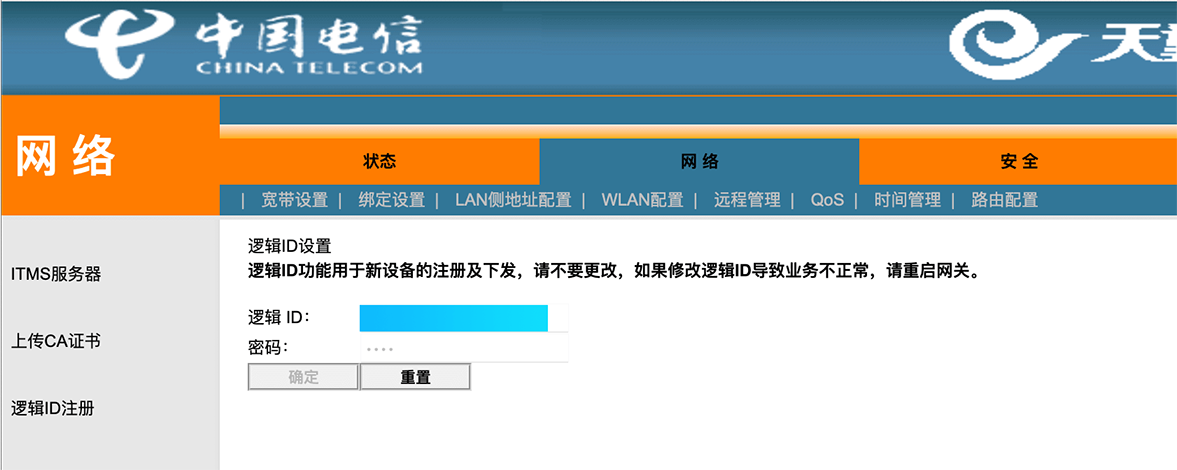 中国电信
CHINA TELECOM
网 络
状态 网 络 安 全
| 宽带设置 | 绑定设置 | LAN侧地址配置 | WLAN配置 | 远程管理 | QoS | 时间管理 | 路由配置
ITMS服务器
上传CA证书
逻辑ID注册
逻辑ID设置
逻辑ID功能用于新设备的注册及下发，请不要更改，如果修改逻辑ID导致业务不正常，请重启网关。
逻辑 ID：
密码： ····
确定 重置